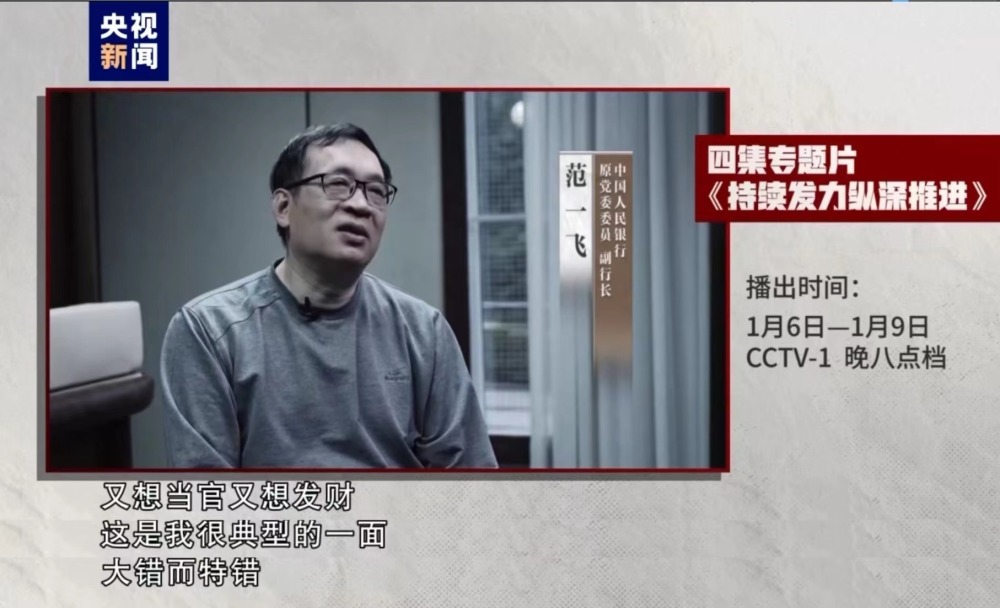 央视
新闻
四集专题片
《持续发力纵深推进》
范一飞
中国人民银行
原党委委员 副行长
播出时间：
1月6日—1月9日
CCTV-1 晚八点档
又想当官又想发财
这是我很典型的一面
大错而特错